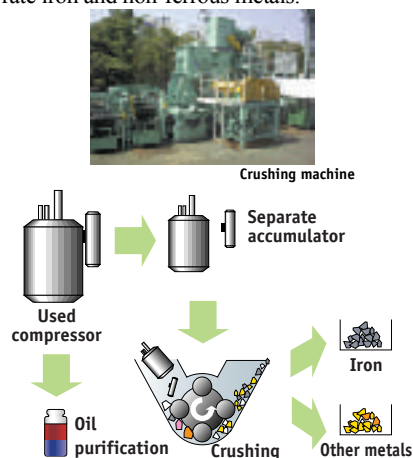 rate iron and non-ferrous metals.
Crushing machine
Separate
accumulator
Used
compressor
Iron
Oil
purification
Crushing
Other metals